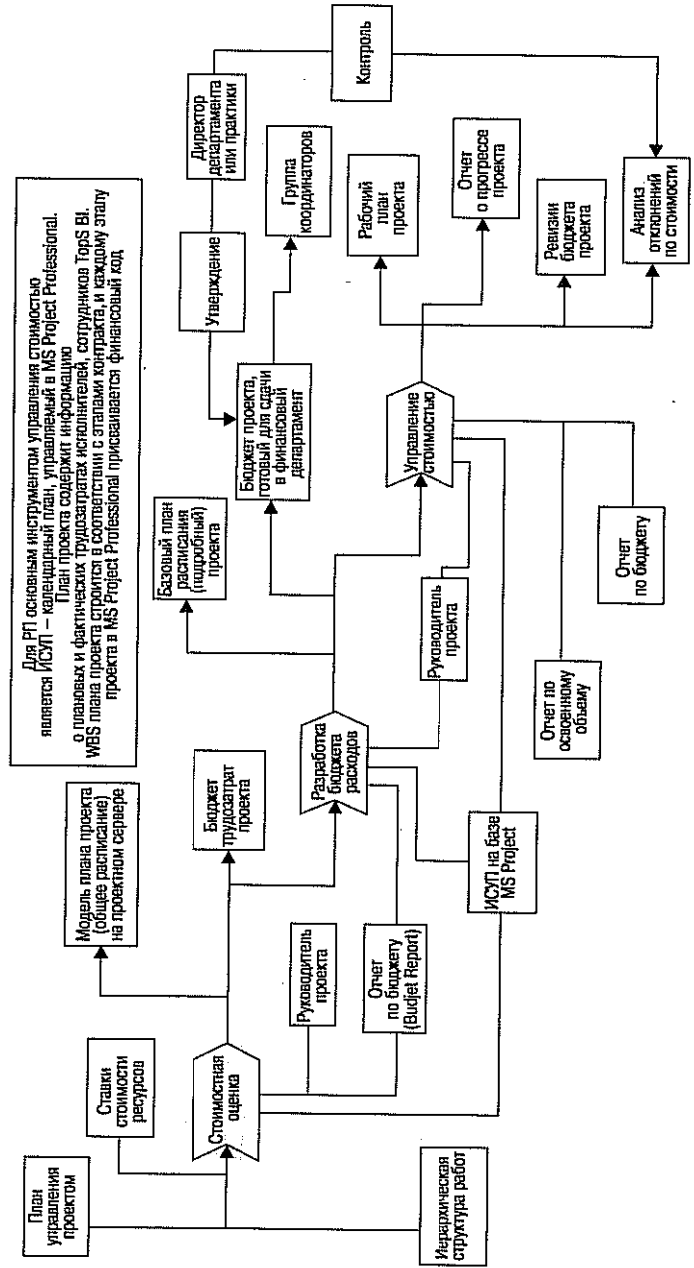 Для РП основным инструментом управления стоимостью
является ИСУП – календарный план, управляемый в MS Project Professional.
План проекта содержит информацию
о плановых и фактических трудозатратах исполнителей, сотрудников TopS BI.
WBS плана проекта строится в соответствии с этапами контракта, и каждому этапу
проекта в MS Project Professional присваивается финансовый код
План
управления
проектом
Ставки
стоимости
ресурсов
Иерархическая
структура работ
Стоимостная
оценка
Модель плана проекта
(общее расписание)
на проектном сервере
Бюджет
трудозатрат
проекта
Руководитель
проекта
Отчет
по бюджету
(Budjet Report)
ИСУП на базе
MS Project
Разработка
бюджета
расходов
Базовый план
расписания
(подробный)
проекта
Бюджет проекта,
готовый для сдачи
в финансовый
департамент
Утверждение
Директор
департамента
или практики
Группа
координаторов
Руководитель
проекта
Управление
стоимостью
Отчет по
освоенному
объему
Отчет
по бюджету
Рабочий
план
проекта
Отчет
о прогрессе
проекта
Ревизии
бюджета
проекта
Анализ
отклонений
по стоимости
Контроль